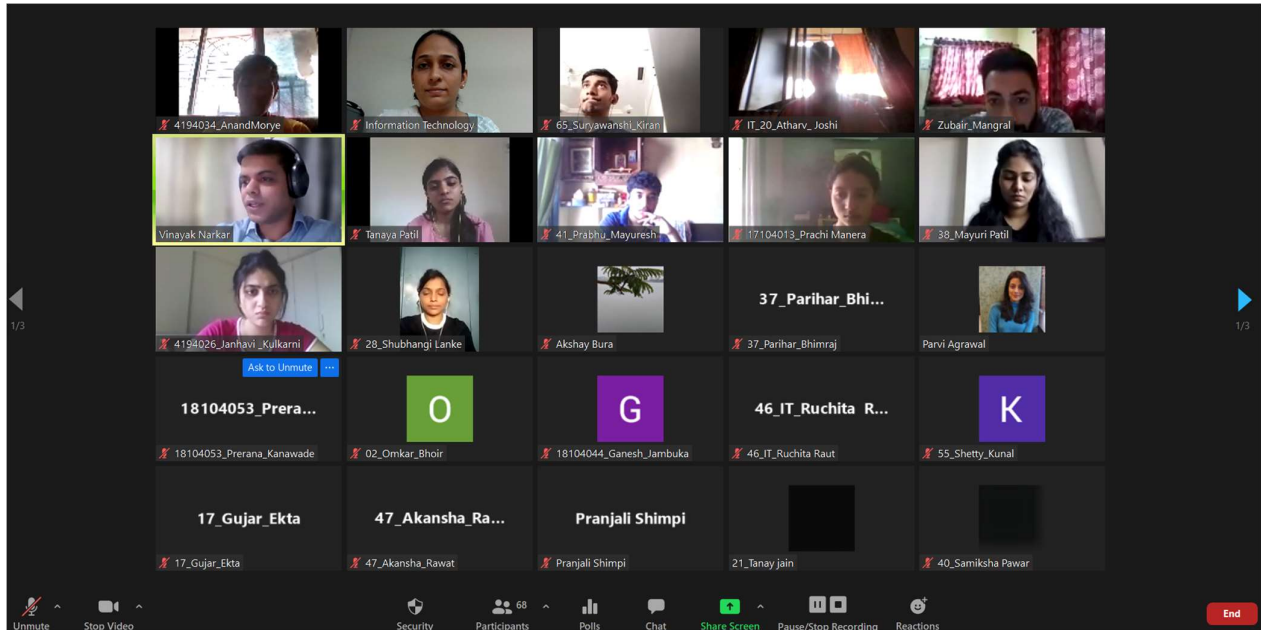 4194034_AnandMorye
Information Technology
65_Suryawanshi_Kiran
IT_20_Atharv_ Joshi
Zubair_Mangral
Vinayak Narkar
Tanaya Patil
41_Prabhu_Mayuresh
17104013_Prachi Manera
38_Mayuri Patil
1/3
4194026_Janhavi _Kulkarni
28_Shubhangi Lanke
Akshay Bura
37_Parihar_Bhi...
37_Parihar_Bhimraj
Parvi Agrawal
1/3
Ask to Unmute ...
18104053_Prera...
18104053_Prerana_Kanawade
O
02_Omkar_Bhoir
G
18104044_Ganesh_Jambuka
46_IT_Ruchita R...
46_IT_Ruchita Raut
K
55_Shetty_Kunal
17_Gujar_Ekta
17_Gujar_Ekta
47_Akansha_Ra...
47_Akansha_Rawat
Pranjali Shimpi
Pranjali Shimpi
21_Tanay jain
40_Samiksha Pawar
Unmute
Stop Video
Security
68
Participants
Polls
Chat
Share Screen
Pause/Stop Recording
Reactions
End